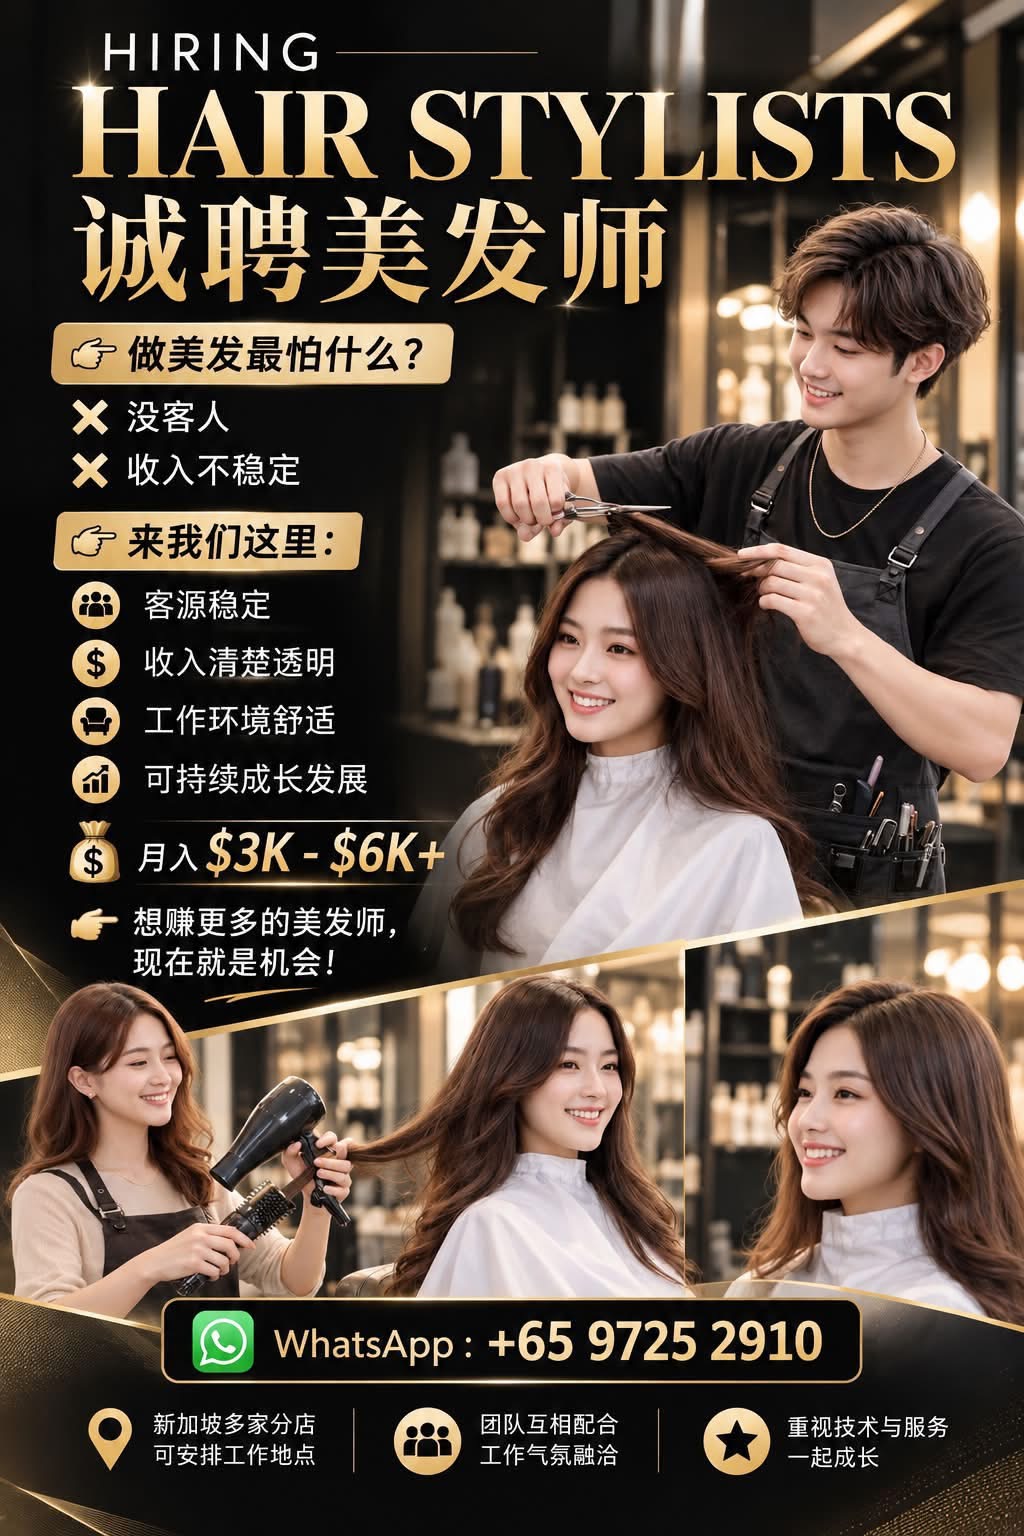 HIRING
HAIR STYLISTS
诚聘美发师
做美发最怕什么？
没客人
收入不稳定
来我们这里：
客源稳定
$ 收入清楚透明
工作环境舒适
可持续成长发展
$ 月入 $3K - $6K+
想赚更多的美发师，
现在就是机会！
WhatsApp : +65 9725 2910
新加坡多家分店
可安排工作地点
团队互相配合
工作气氛融洽
重视技术与服务
一起成长